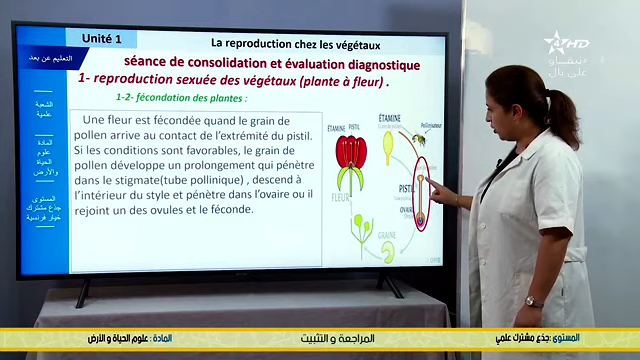 Unité 1
La reproduction chez les végétaux
التعليم عن بعد
séance de consolidation et évaluation diagnostique
1- reproduction sexuée des végétaux (plante à fleur) .
1-2- fécondation des plantes :
الشعبة
علمية
المادة
علوم
الحياة
والأرض
المستوى
جذع مشترك
خيار فرنسية
Une fleur est fécondée quand le grain de
pollen arrive au contact de l'extrémité du pistil.
Si les conditions sont favorables, le grain de
pollen développe un prolongement qui pénètre
dans le stigmate(tube pollinique) , descend à
l'intérieur du style et pénètre dans l'ovaire ou il
rejoint un des ovules et le féconde.
ÉTAMINE
Pollinisateur
ÉTAMINE PISTIL
PISTIL
OVAIRE
FLEUR
GRAINE
HD
المستوى :جذع مشترك علمي
المراجعة و التثبيت
المادة : علوم الحياة و الأرض